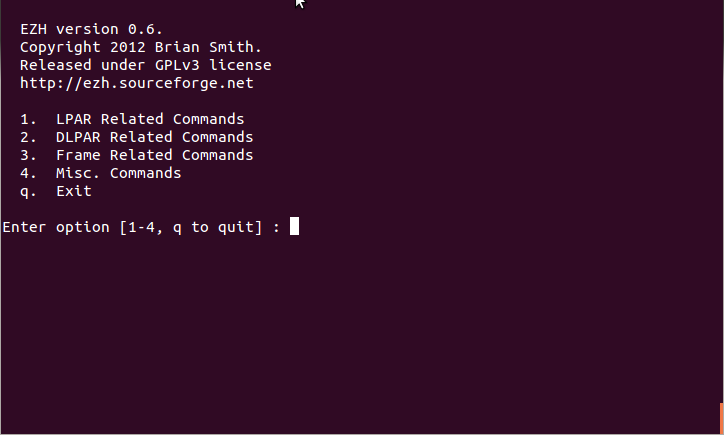 EZH version 0.6.
Copyright 2012 Brian Smith.
Released under GPLv3 license
http://ezh.sourceforge.net
1.  LPAR Related Commands
2.  DLPAR Related Commands
3.  Frame Related Commands
4.  Misc. Commands
q.  Exit
Enter option [1-4, q to quit] :